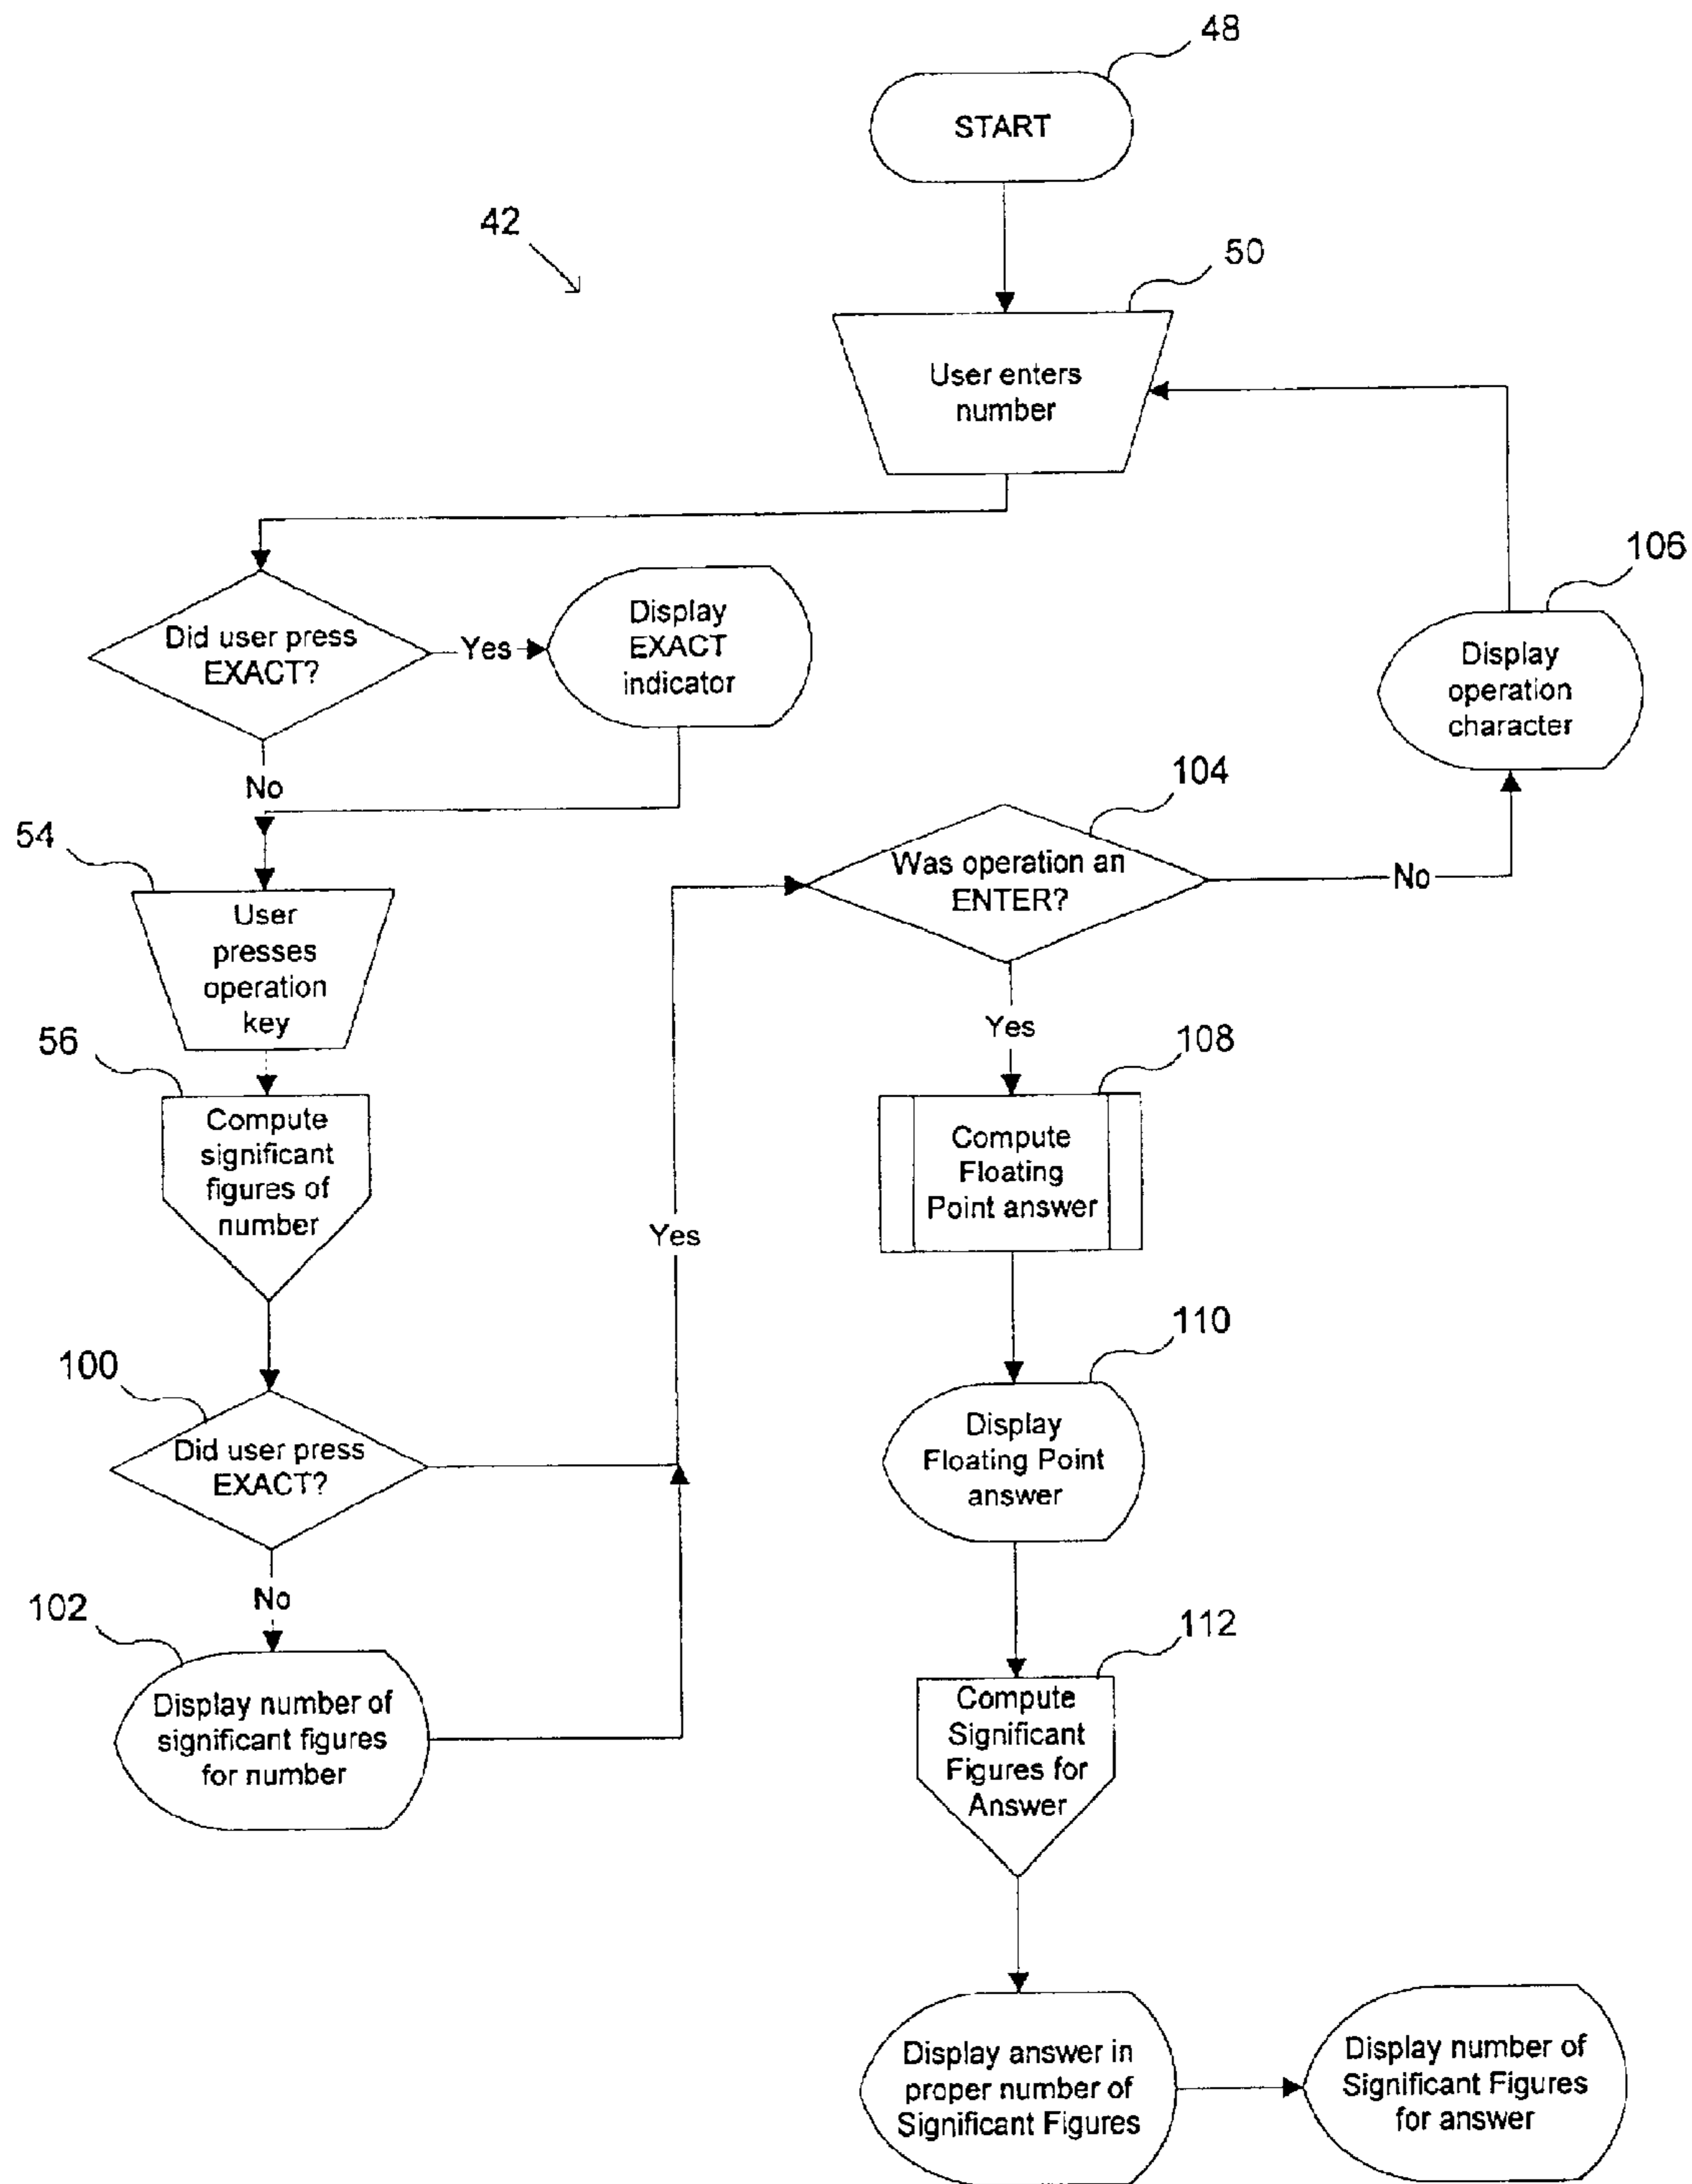 48
START
42
50
User enters
number
106
Did user press
EXACT?
Yes
Display
EXACT
indicator
Display
operation
character
No
104
54
Was operation an
ENTER?
No
User
presses
operation
key
Yes
56
108
Compute
significant
figures of
number
Compute
Floating
Point answer
Yes
110
100
Did user press
EXACT?
Display
Floating Point
answer
No
102
112
Display number of
significant figures
for number
Compute
Significant
Figures for
Answer
Display answer in
proper number of
Significant Figures
Display number of
Significant Figures
for answer